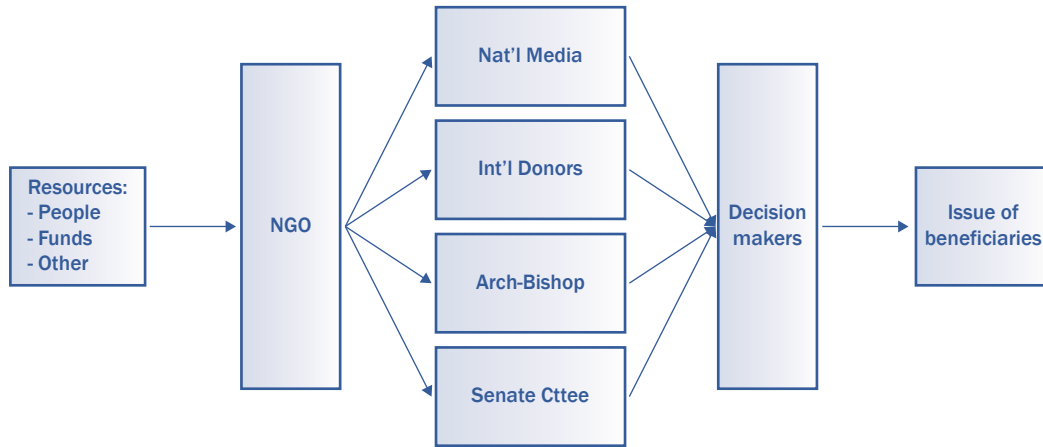 Resources:
- People
- Funds
- Other
NGO
Nat’l Media
Int’l Donors
Arch-Bishop
Senate Cttee
Decision
makers
Issue of
beneficiaries